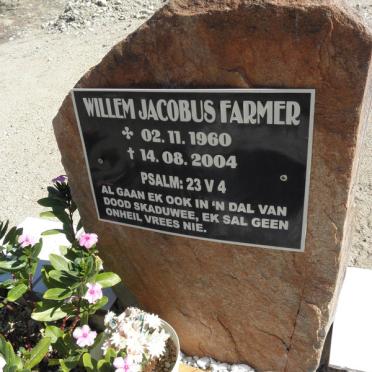 WILLEM JACOBUS FARMER
✢ 02. 11. 1960
† 14. 08. 2004
PSALM: 23 V 4
AL GAAN EK OOK IN 'N DAL VAN
DOOD SKADUWEE, EK SAL GEEN
ONHEIL VREES NIE.